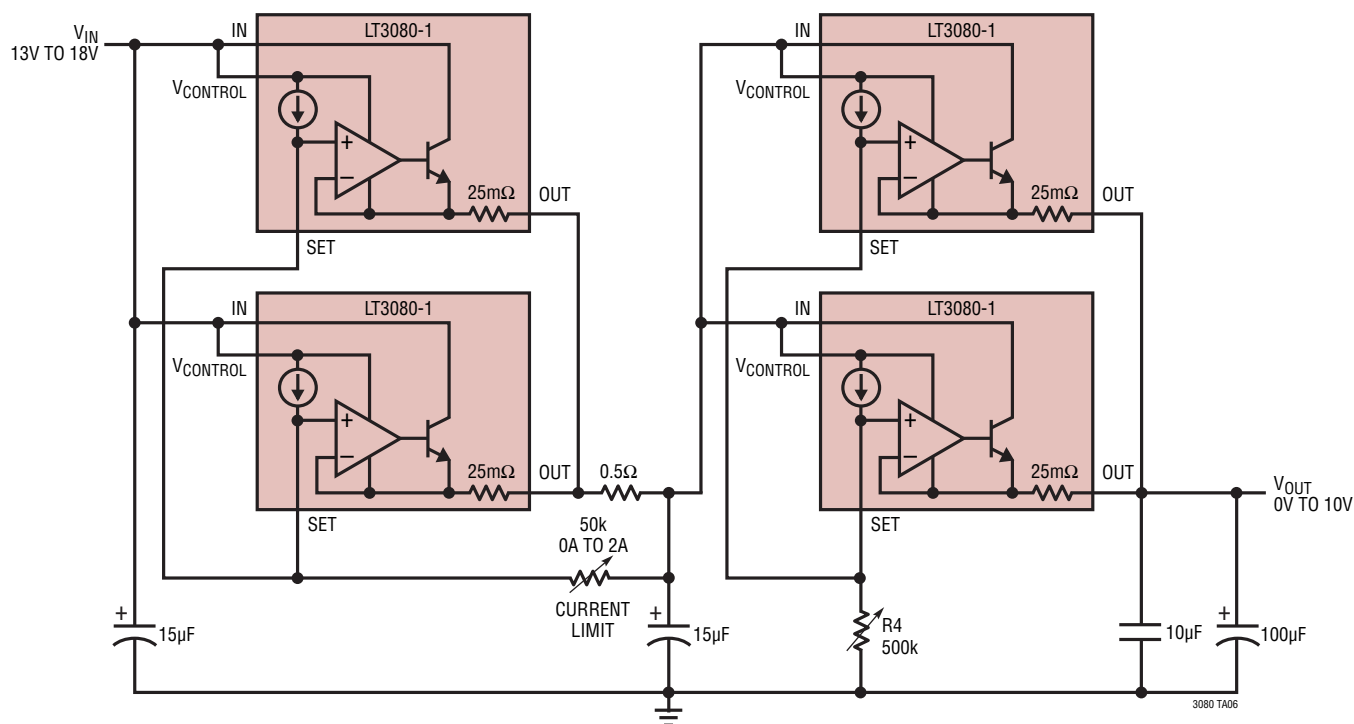 VIN
13V TO 18V
IN
LT3080-1
VCONTROL
+
–
25mΩ
OUT
SET
IN
LT3080-1
VCONTROL
+
–
25mΩ
OUT
SET
IN
LT3080-1
VCONTROL
+
–
25mΩ
OUT
0.5Ω
SET
50k
0A TO 2A
CURRENT
LIMIT
IN
LT3080-1
VCONTROL
+
–
25mΩ
OUT
SET
VOUT
0V TO 10V
+
15µF
+
15µF
R4
500k
10µF
+
100µF
3080 TA06